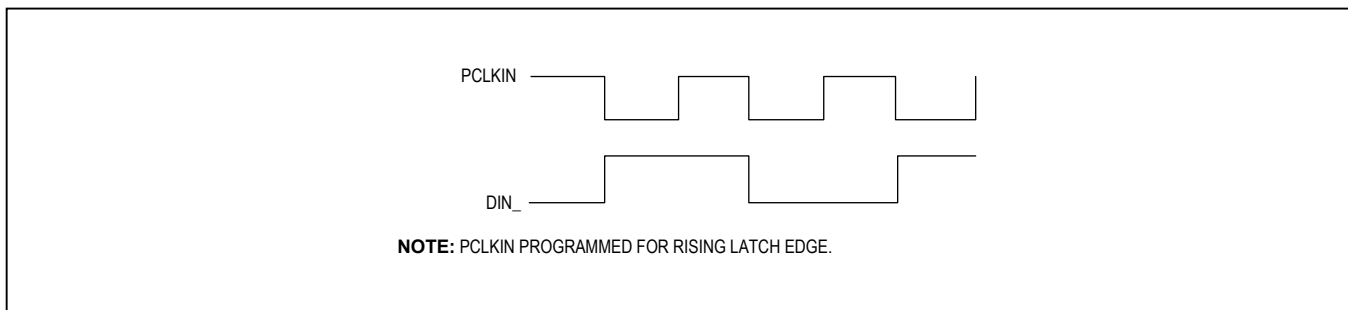 PCLKIN
DIN_
NOTE: PCLKIN PROGRAMMED FOR RISING LATCH EDGE.